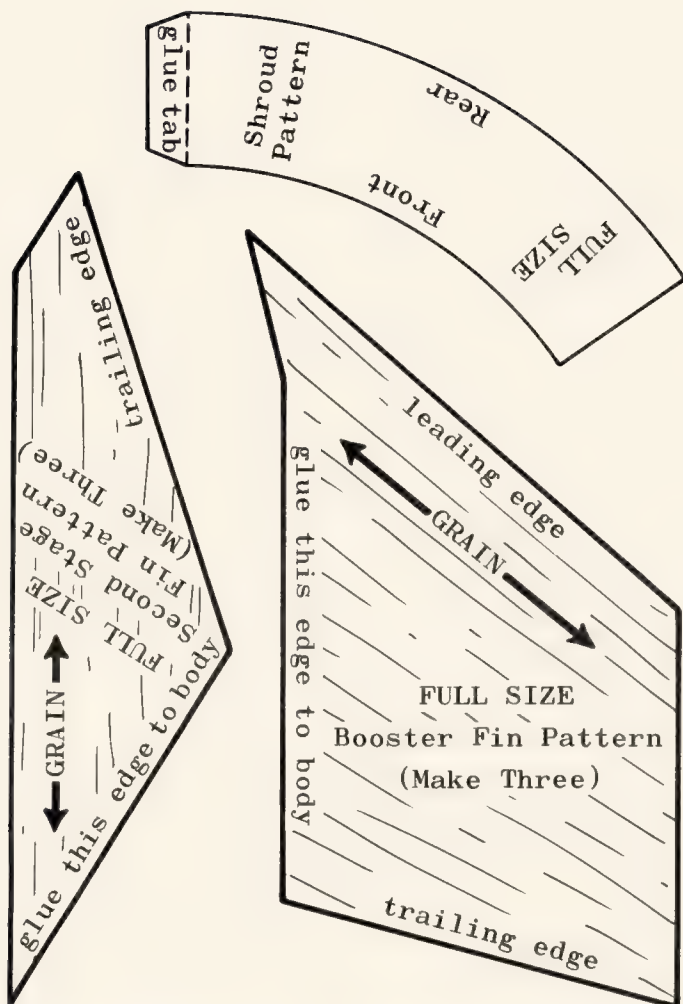 glue tab
Shroud
Pattern
Rear
Front
FULL
SIZE
trailing edge
FULL SIZE
Second Stage
Fin Pattern
(Make Three)
GRAIN
glue this edge to body
leading edge
GRAIN
glue this edge to body
FULL SIZE
Booster Fin Pattern
(Make Three)
trailing edge